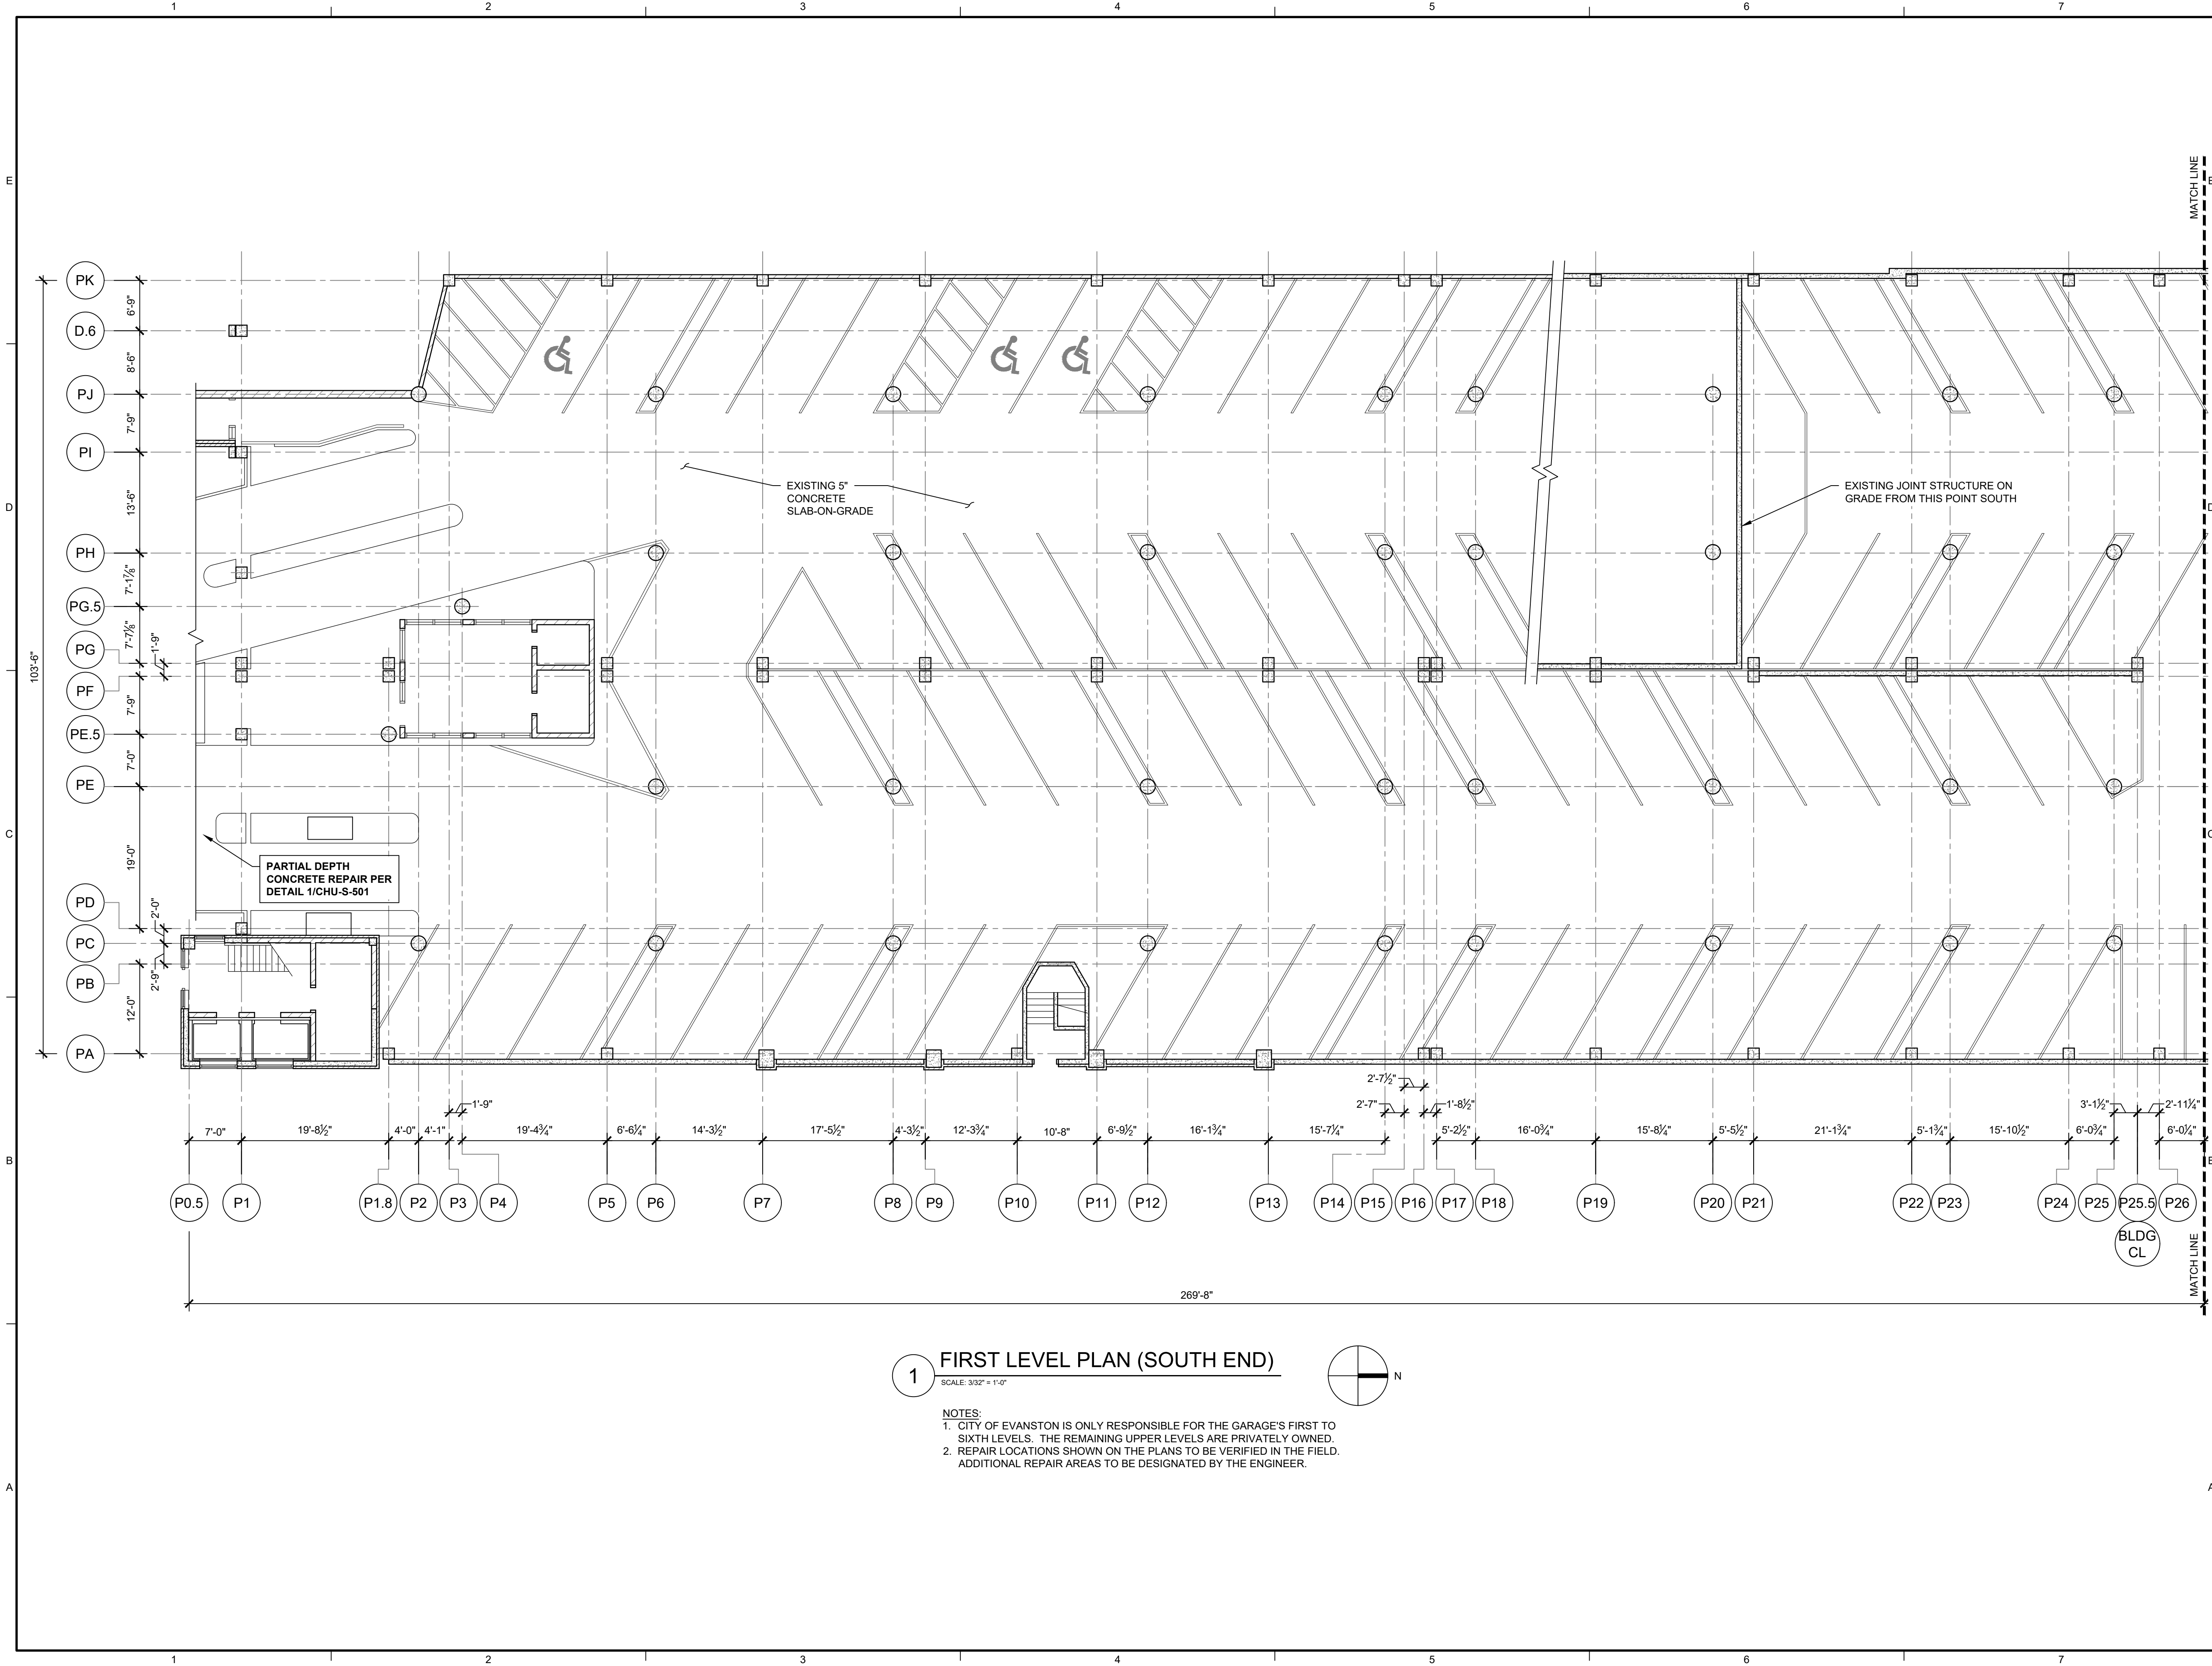 1 2 3 4 5 6 7
E
MATCH LINE
E
PK
6'-9"
D.6
8'-6"
PJ
7'-9"
PI
13'-6"
EXISTING 5"
CONCRETE
SLAB-ON-GRADE
EXISTING JOINT STRUCTURE ON
GRADE FROM THIS POINT SOUTH
D
D
PH
7'-1⅞"
PG.5
7'-7⅞"
1'-9"
PG
103'-6"
PF
7'-9"
PE.5
7'-0"
PE
C
C
19'-0"
PARTIAL DEPTH
CONCRETE REPAIR PER
DETAIL 1/CHU-S-501
PD
2'-0"
PC
2'-9"
PB
12'-0"
PA
2'-7½"
1'-9" 2'-7" 1'-8½" 3'-1½" 2'-11¼"
7'-0" 19'-8½" 4'-0" 4'-1" 19'-4¾" 6'-6¼" 14'-3½" 17'-5½" 4'-3½" 12'-3¾" 10'-8" 6'-9½" 16'-1¾" 15'-7¼" 5'-2½" 16'-0¾" 15'-8¼" 5'-5½" 21'-1¾" 5'-1¾" 15'-10½" 6'-0¾" 6'-0¼"
B
B
P0.5 P1 P1.8 P2 P3 P4 P5 P6 P7 P8 P9 P10 P11 P12 P13 P14 P15 P16 P17 P18 P19 P20 P21 P22 P23 P24 P25 P25.5 P26
BLDG
CL
MATCH LINE
269'-8"
1 FIRST LEVEL PLAN (SOUTH END)
SCALE: 3/32" = 1'-0"
N
NOTES:
1. CITY OF EVANSTON IS ONLY RESPONSIBLE FOR THE GARAGE'S FIRST TO
SIXTH LEVELS. THE REMAINING UPPER LEVELS ARE PRIVATELY OWNED.
2. REPAIR LOCATIONS SHOWN ON THE PLANS TO BE VERIFIED IN THE FIELD.
ADDITIONAL REPAIR AREAS TO BE DESIGNATED BY THE ENGINEER.
A
A
1 2 3 4 5 6 7